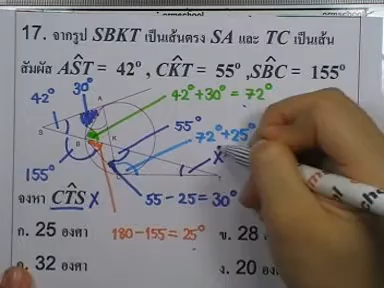 17. จากรูป SBKT เป็นเส้นตรง SA และ TC เป็นเส้น
สัมผัส AŜT = 42°, CK̂T = 55°, SB̂C = 155°
30°
42°
42°+30° = 72°
A
S
B
K
T
55°
72°+25°
X
155°
จงหา CT̂S X
55 - 25 = 30°
180 - 155 = 25°
ก. 25 องศา
ข. 28
ค. 32 องศา
ง. 20